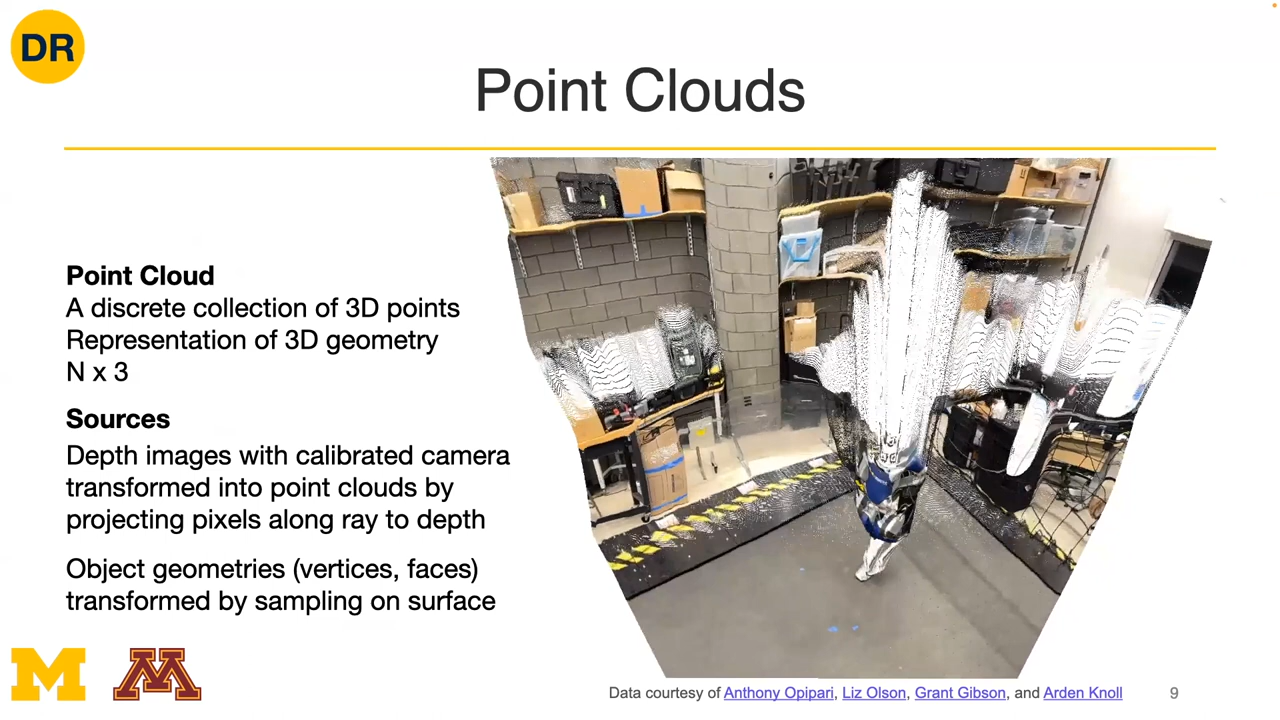 DR
Point Clouds
Point Cloud
A discrete collection of 3D points
Representation of 3D geometry
N x 3
Sources
Depth images with calibrated camera
transformed into point clouds by
projecting pixels along ray to depth
Object geometries (vertices, faces)
transformed by sampling on surface
M M
Data courtesy of Anthony Opipari, Liz Olson, Grant Gibson, and Arden Knoll
9